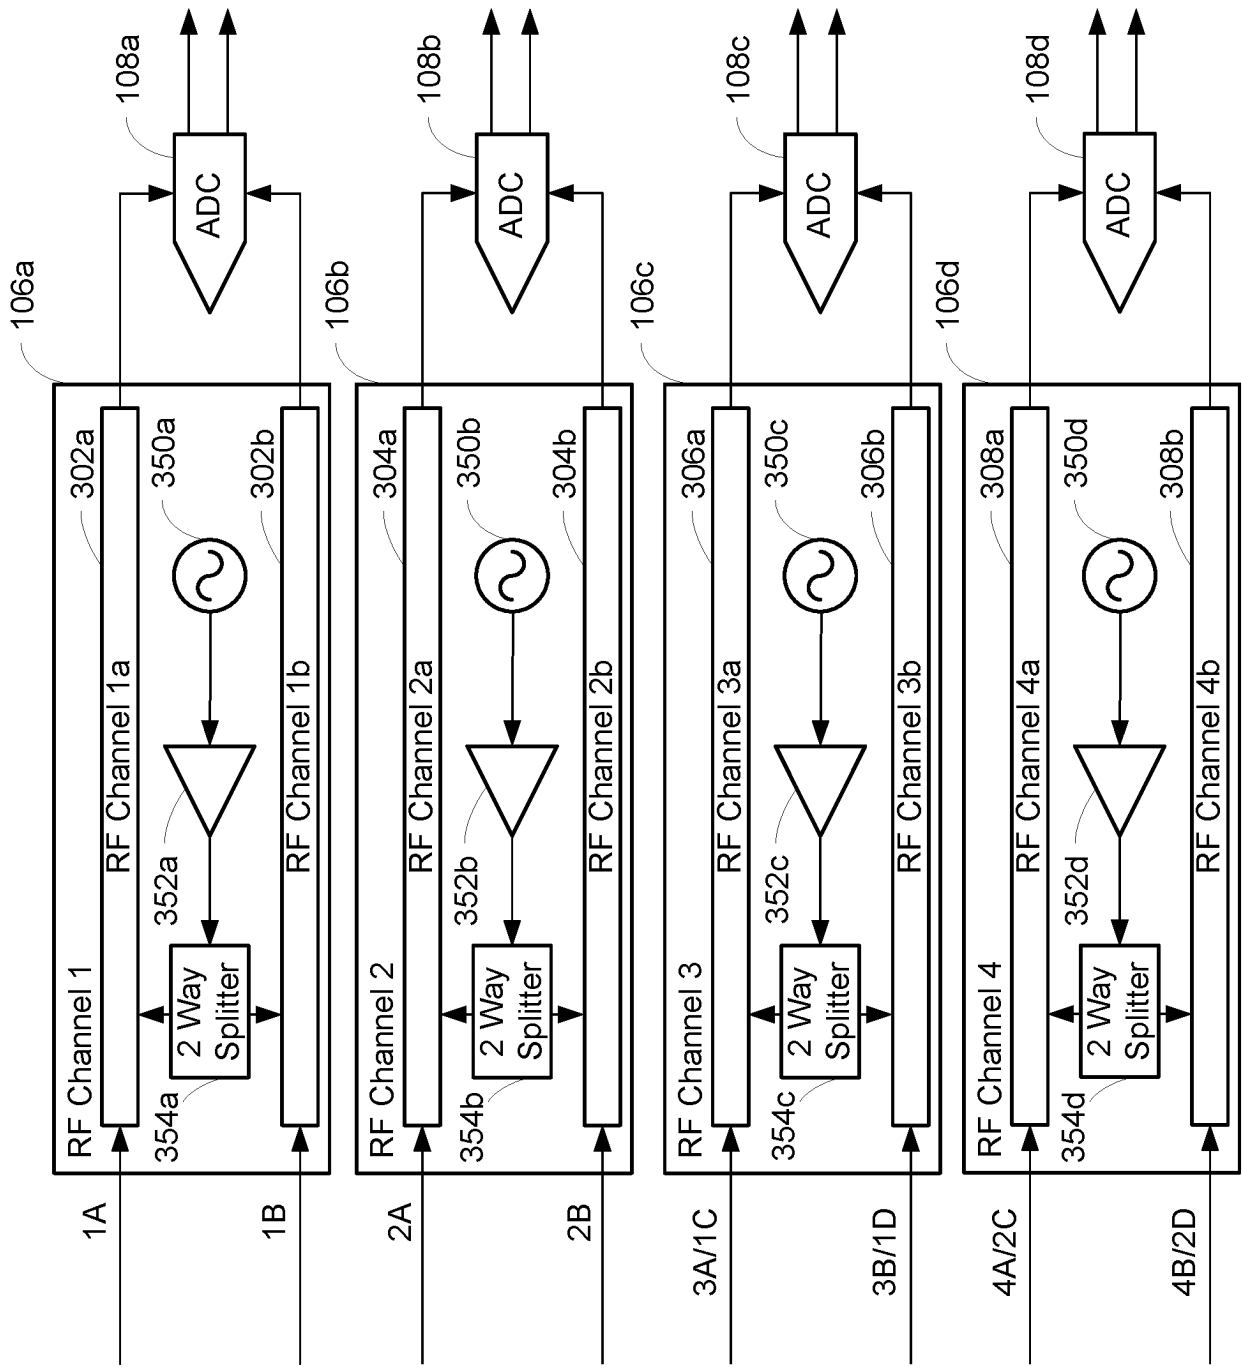 106a
108a
RF Channel 1
302a
1A
RF Channel 1a
350a
ADC
354a
2 Way
Splitter
352a
302b
1B
RF Channel 1b
106b
108b
RF Channel 2
304a
2A
RF Channel 2a
350b
ADC
354b
2 Way
Splitter
352b
304b
2B
RF Channel 2b
106c
108c
RF Channel 3
306a
3A/1C
RF Channel 3a
350c
ADC
354c
2 Way
Splitter
352c
306b
3B/1D
RF Channel 3b
106d
108d
RF Channel 4
308a
4A/2C
RF Channel 4a
350d
ADC
354d
2 Way
Splitter
352d
308b
4B/2D
RF Channel 4b